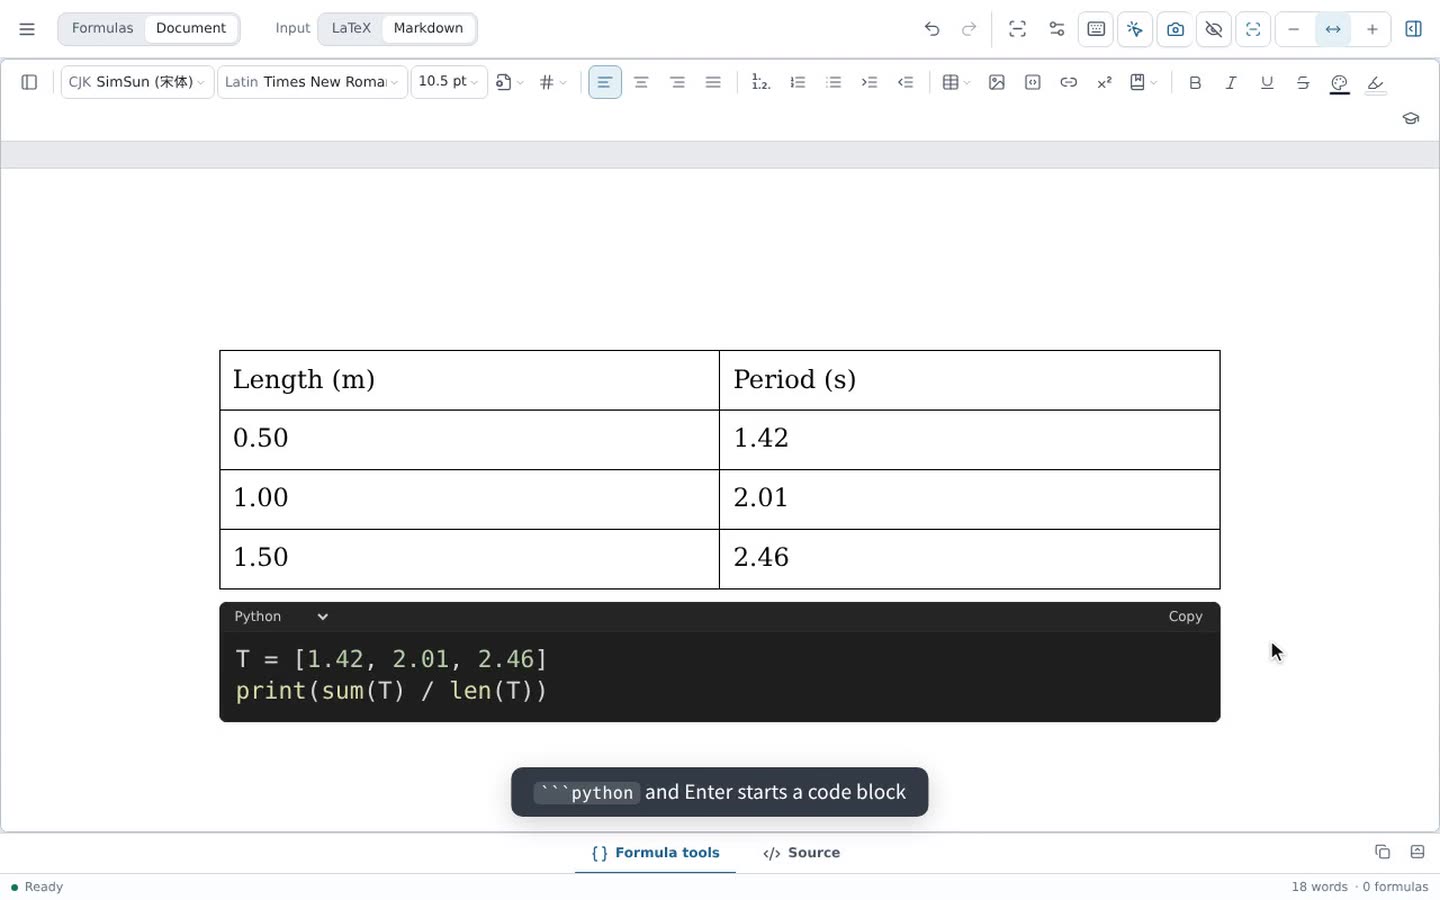 Formulas Document Input LaTeX Markdown
CJK SimSun (宋体) Latin Times New Roma 10.5 pt
Length (m) Period (s)
0.50 1.42
1.00 2.01
1.50 2.46
Python Copy
T = [1.42, 2.01, 2.46]
print(sum(T) / len(T))
```python and Enter starts a code block
{} Formula tools </> Source
Ready 18 words · 0 formulas